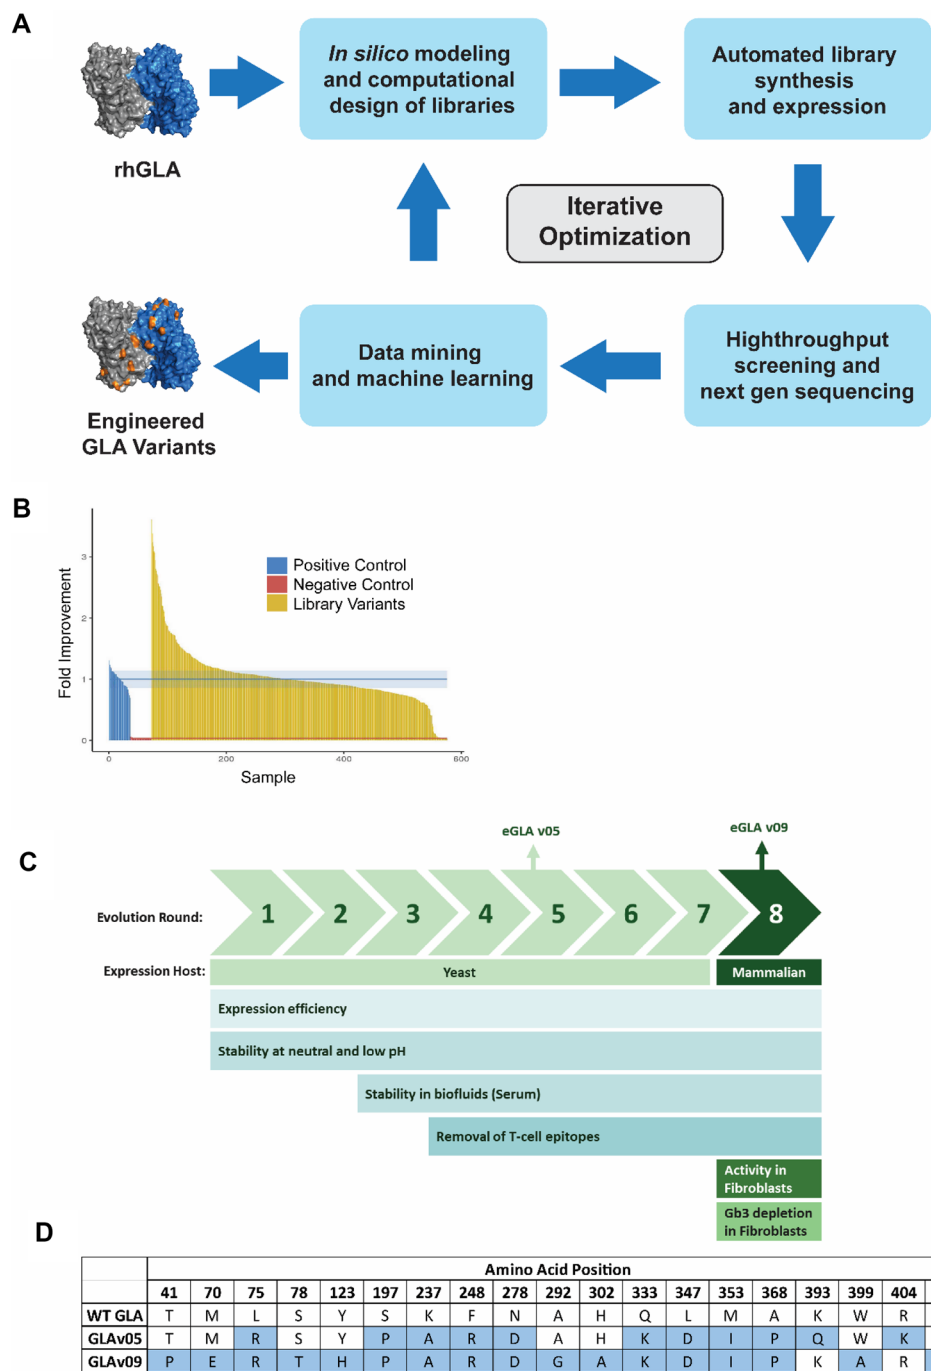 A
rhGLA
In silico modeling
and computational
design of libraries
Automated library
synthesis
and expression
Iterative
Optimization
Engineered
GLA Variants
Data mining
and machine learning
Highthroughput
screening and
next gen sequencing
B
Fold Improvement
3
2
1
0
Positive Control
Negative Control
Library Variants
0 200 400 600
Sample
C
eGLA v05 eGLA v09
Evolution Round: 1 2 3 4 5 6 7 8
Expression Host: Yeast Mammalian
Expression efficiency
Stability at neutral and low pH
Stability in biofluids (Serum)
Removal of T-cell epitopes
Activity in
Fibroblasts
Gb3 depletion
in Fibroblasts
D
Amino Acid Position
41 70 75 78 123 197 237 248 278 292 302 333 347 353 368 393 399 404
WT GLA T M L S Y S K F N A H Q L M A K W R
GLAv05 T M R S Y P A R D A H K D I P Q W K
GLAv09 P E R T H P A R D G A K D I P K A R